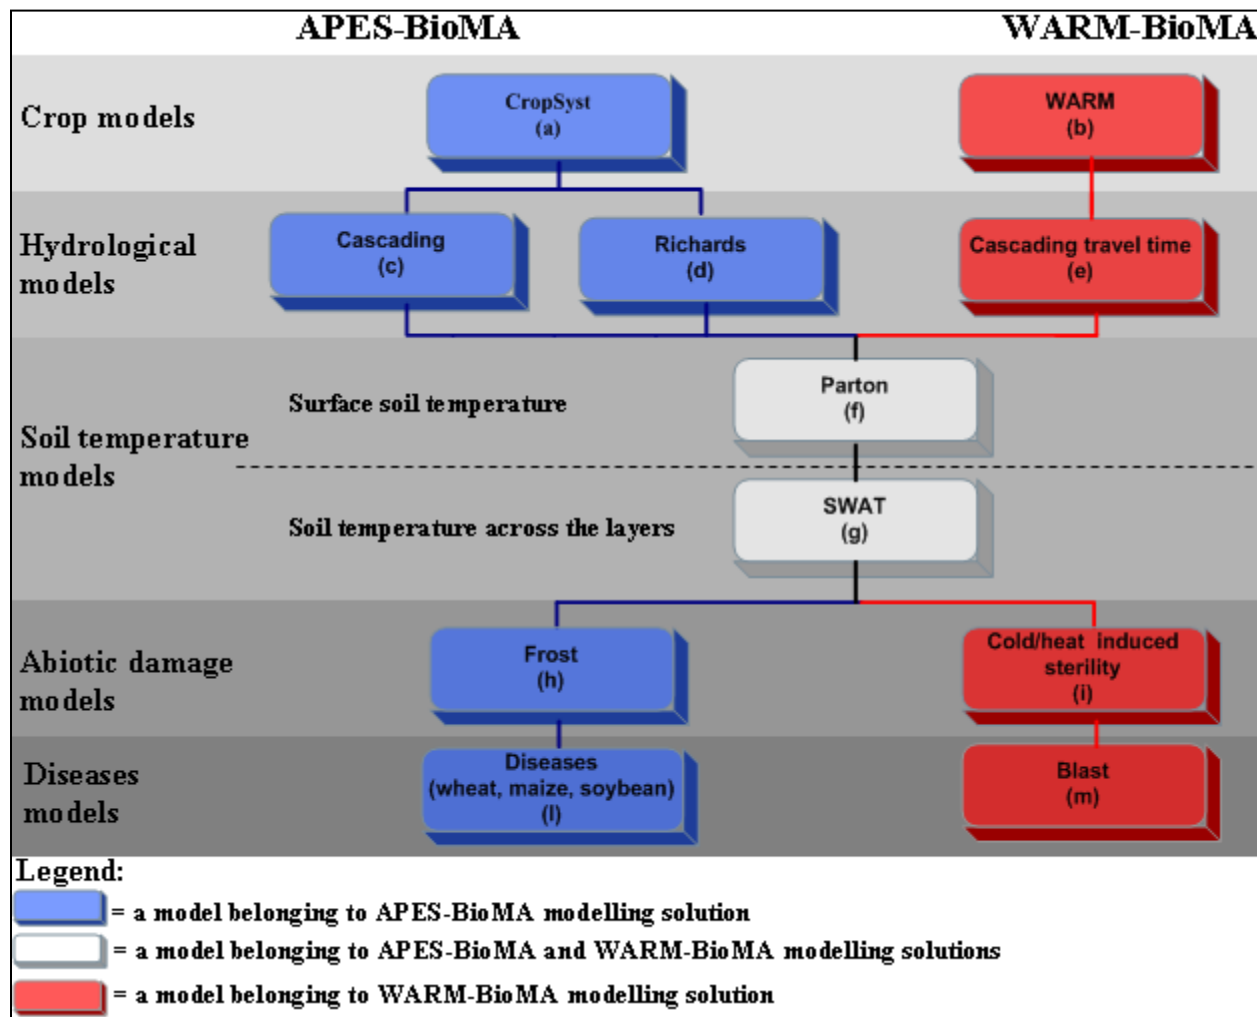 APES-BioMA
WARM-BioMA
Crop models
CropSyst
(a)
WARM
(b)
Hydrological
models
Cascading
(c)
Richards
(d)
Cascading travel time
(e)
Soil temperature
models
Surface soil temperature
Parton
(f)
Soil temperature across the layers
SWAT
(g)
Abiotic damage
models
Frost
(h)
Cold/heat induced
sterility
(i)
Diseases
models
Diseases
(wheat, maize, soybean)
(l)
Blast
(m)
Legend:
= a model belonging to APES-BioMA modelling solution
= a model belonging to APES-BioMA and WARM-BioMA modelling solutions
= a model belonging to WARM-BioMA modelling solution